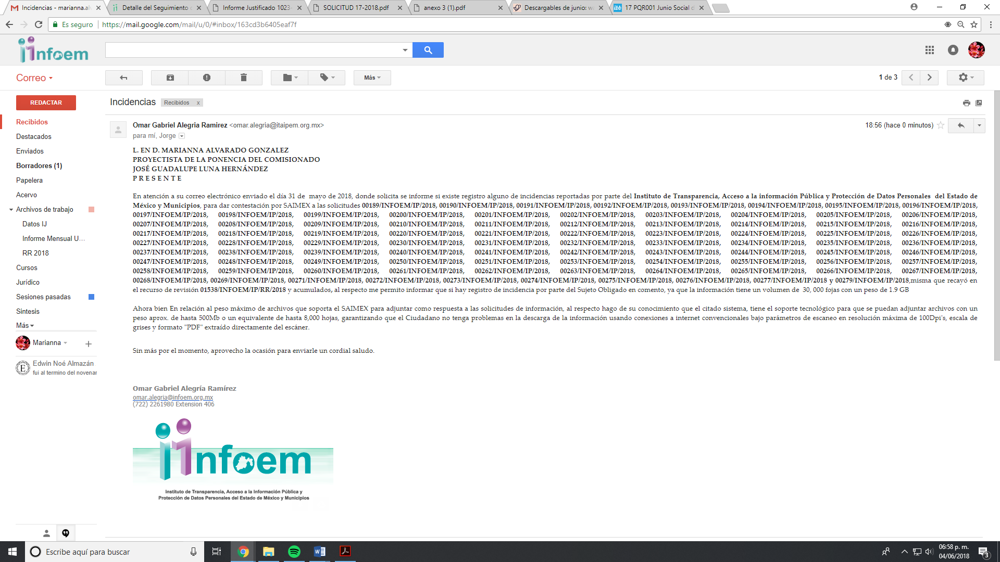 Incidencias - marianna.al
Detalle del Seguimiento d
Informe Justificado 1023-
SOLICITUD 17-2018.pdf
anexo 3 (1).pdf
Descargables de junio: wa
ibb 17 PQR001 Junio Social d
Es seguro
https://mail.google.com/mail/u/0/#inbox/163cd3b6405eaf7f
infoem
Correo
Más
1 de 3
REDACTAR
Incidencias
Recibidos x
Recibidos
Destacados
Enviados
Borradores (1)
Papelera
Acervo
Archivos de trabajo
Datos IJ
Informe Mensual U…
RR 2018
Cursos
Jurídico
Sesiones pasadas
Sintesis
Más
Marianna
Edwin Noé Almazán
fui al termino del novenar
Omar Gabriel Alegria Ramirez <omar.alegria@itaipem.org.mx>
18:56 (hace 0 minutos)
para mí, Jorge
L. EN D. MARIANNA ALVARADO GONZALEZ
PROYECTISTA DE LA PONENCIA DEL COMISIONADO
JOSÉ GUADALUPE LUNA HERNÁNDEZ
P R E S E N T E
En atención a su correo electrónico enviado el día 31 de mayo de 2018, donde solicita se informe si existe registro alguno de incidencias reportadas por parte del Instituto de Transparencia, Acceso a la información Pública y Protección de Datos Personales del Estado de
México y Municipios, para dar contestación por SAIMEX a las solicitudes 00189/INFOEM/IP/2018, 00190/INFOEM/IP/2018, 00191/INFOEM/IP/2018, 00192/INFOEM/IP/2018, 00193/INFOEM/IP/2018, 00194/INFOEM/IP/2018, 00195/INFOEM/IP/2018, 00196/INFOEM/IP/2018,
00197/INFOEM/IP/2018, 00198/INFOEM/IP/2018, 00199/INFOEM/IP/2018, 00200/INFOEM/IP/2018, 00201/INFOEM/IP/2018, 00202/INFOEM/IP/2018, 00203/INFOEM/IP/2018, 00204/INFOEM/IP/2018, 00205/INFOEM/IP/2018, 00206/INFOEM/IP/2018,
00207/INFOEM/IP/2018, 00208/INFOEM/IP/2018, 00209/INFOEM/IP/2018, 00210/INFOEM/IP/2018, 00211/INFOEM/IP/2018, 00212/INFOEM/IP/2018, 00213/INFOEM/IP/2018, 00214/INFOEM/IP/2018, 00215/INFOEM/IP/2018, 00216/INFOEM/IP/2018,
00217/INFOEM/IP/2018, 00218/INFOEM/IP/2018, 00219/INFOEM/IP/2018, 00220/INFOEM/IP/2018, 00221/INFOEM/IP/2018, 00222/INFOEM/IP/2018, 00223/INFOEM/IP/2018, 00224/INFOEM/IP/2018, 00225/INFOEM/IP/2018, 00226/INFOEM/IP/2018,
00227/INFOEM/IP/2018, 00228/INFOEM/IP/2018, 00229/INFOEM/IP/2018, 00230/INFOEM/IP/2018, 00231/INFOEM/IP/2018, 00232/INFOEM/IP/2018, 00233/INFOEM/IP/2018, 00234/INFOEM/IP/2018, 00235/INFOEM/IP/2018, 00236/INFOEM/IP/2018,
00237/INFOEM/IP/2018, 00238/INFOEM/IP/2018, 00239/INFOEM/IP/2018, 00240/INFOEM/IP/2018, 00241/INFOEM/IP/2018, 00242/INFOEM/IP/2018, 00243/INFOEM/IP/2018, 00244/INFOEM/IP/2018, 00245/INFOEM/IP/2018, 00246/INFOEM/IP/2018,
00247/INFOEM/IP/2018, 00248/INFOEM/IP/2018, 00249/INFOEM/IP/2018, 00250/INFOEM/IP/2018, 00251/INFOEM/IP/2018, 00253/INFOEM/IP/2018, 00254/INFOEM/IP/2018, 00255/INFOEM/IP/2018, 00256/INFOEM/IP/2018, 00257/INFOEM/IP/2018,
00258/INFOEM/IP/2018, 00259/INFOEM/IP/2018, 00260/INFOEM/IP/2018, 00261/INFOEM/IP/2018, 00262/INFOEM/IP/2018, 00263/INFOEM/IP/2018, 00264/INFOEM/IP/2018, 00265/INFOEM/IP/2018, 00266/INFOEM/IP/2018, 00267/INFOEM/IP/2018,
00268/INFOEM/IP/2018, 00269/INFOEM/IP/2018, 00271/INFOEM/IP/2018, 00272/INFOEM/IP/2018, 00273/INFOEM/IP/2018, 00274/INFOEM/IP/2018, 00275/INFOEM/IP/2018, 00276/INFOEM/IP/2018, 00277/INFOEM/IP/2018 y 00279/INFOEM/IP/2018,misma que recayó en
el recurso de revisión 01538/INFOEM/IP/RR/2018 y acumulados, al respecto me permito informar que si hay registro de incidencia por parte del Sujeto Obligado en comento, ya que la información tiene un volumen de 30, 000 fojas con un peso de 1.9 GB
Ahora bien En relación al peso máximo de archivos que soporta el SAIMEX para adjuntar como respuesta a las solicitudes de información, al respecto hago de su conocimiento que el citado sistema, tiene el soporte tecnológico para que se puedan adjuntar archivos con un
peso aprox. de hasta 500Mb o un equivalente de hasta 8,000 hojas, garantizando que el Ciudadano no tenga problemas en la descarga de la información usando conexiones a internet convencionales bajo parámetros de escaneo en resolución máxima de 100Dpi's, escala de
grises y formato "PDF" extraído directamente del escáner.
Sin más por el momento, aprovecho la ocasión para enviarle un cordial saludo.
Omar Gabriel Alegría Ramírez
omar.alegria@infoem.org.mx
(722) 2261980 Extension 406
infoem
Instituto de Transparencia, Acceso a la Información Pública y
Protección de Datos Personales del Estado de México y Municipios
Escribe aquí para buscar
06:58 p. m.
04/06/2018
3